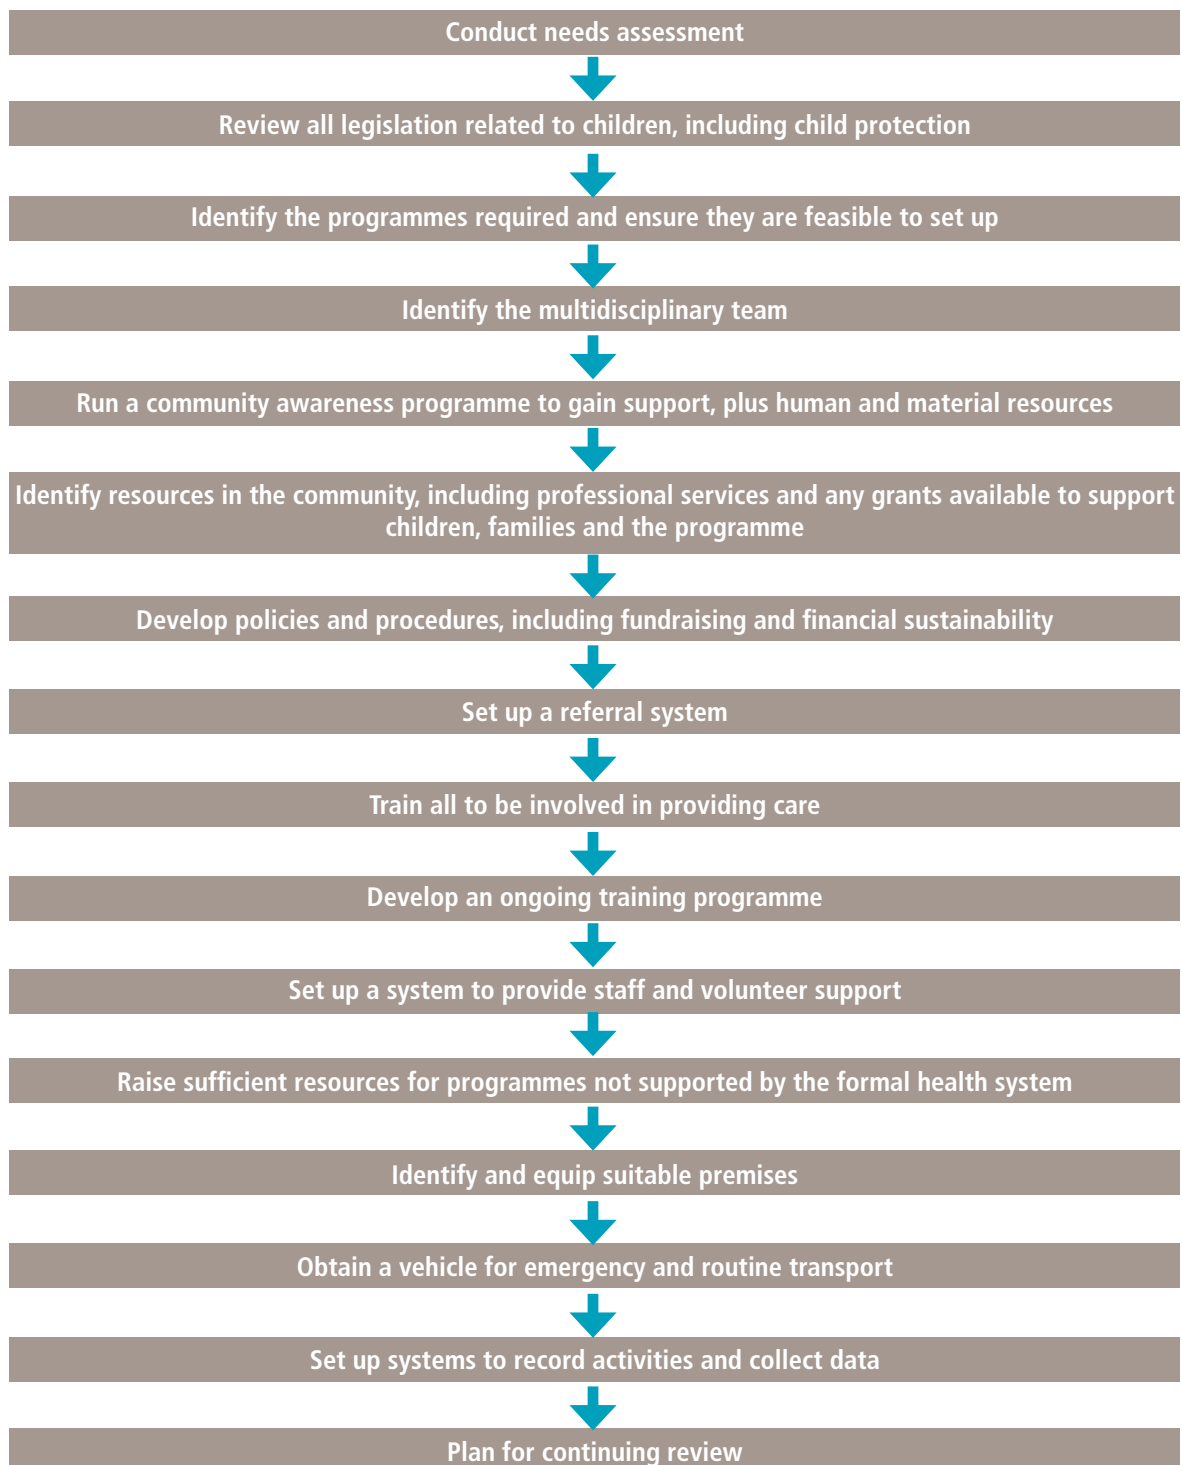 Conduct needs assessment
Review all legislation related to children, including child protection
Identify the programmes required and ensure they are feasible to set up
Identify the multidisciplinary team
Run a community awareness programme to gain support, plus human and material resources
Identify resources in the community, including professional services and any grants available to support
children, families and the programme
Develop policies and procedures, including fundraising and financial sustainability
Set up a referral system
Train all to be involved in providing care
Develop an ongoing training programme
Set up a system to provide staff and volunteer support
Raise sufficient resources for programmes not supported by the formal health system
Identify and equip suitable premises
Obtain a vehicle for emergency and routine transport
Set up systems to record activities and collect data
Plan for continuing review